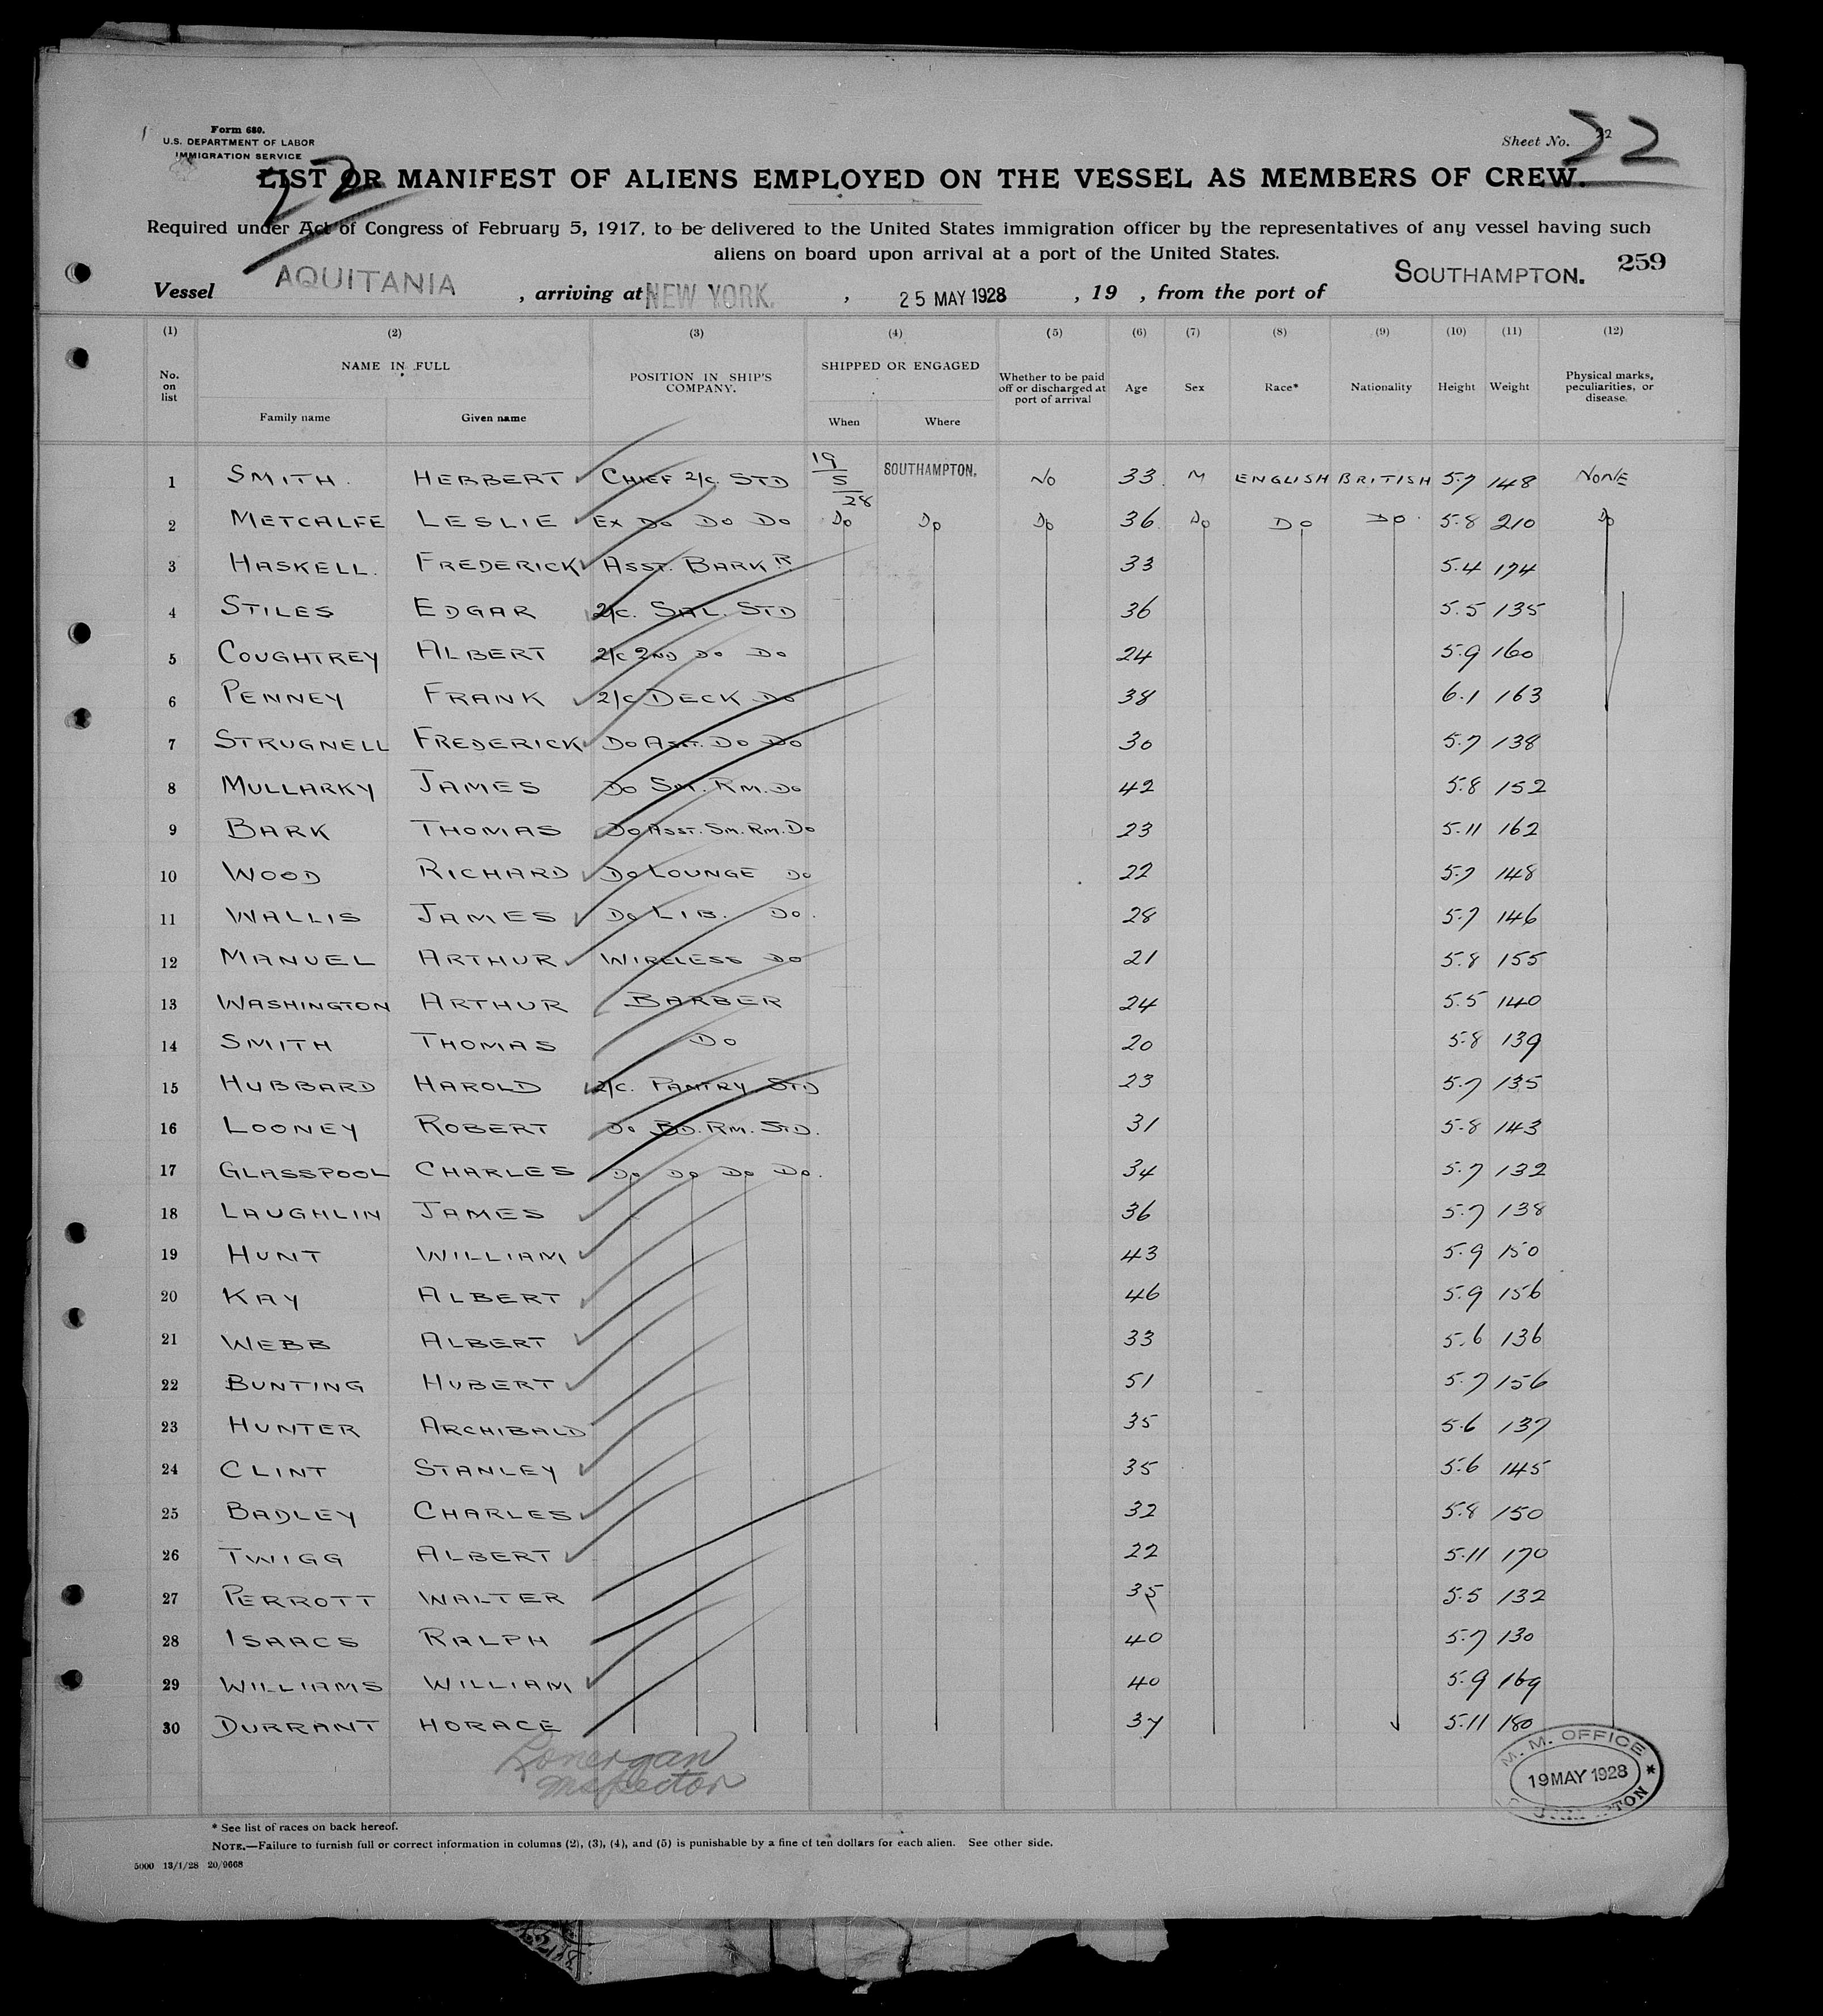 Form 680.
U.S. DEPARTMENT OF LABOR
IMMIGRATION SERVICE
Sheet No. 22
22
22
LIST OR MANIFEST OF ALIENS EMPLOYED ON THE VESSEL AS MEMBERS OF CREW.
Required under Act of Congress of February 5, 1917, to be delivered to the United States immigration officer by the representatives of any vessel having such
aliens on board upon arrival at a port of the United States.
259
Vessel AQUITANIA , arriving at NEW YORK. , 25 MAY 1928 , 19 , from the port of SOUTHAMPTON.
(1) (2) (3) (4) (5) (6) (7) (8) (9) (10) (11) (12)
No. on list NAME IN FULL POSITION IN SHIP'S COMPANY. SHIPPED OR ENGAGED Whether to be paid off or discharged at port of arrival Age Sex Race* Nationality Height Weight Physical marks, peculiarities, or disease
Family name Given name When Where
1 SMITH. HERBERT CHIEF 2/C. STD 19/5/28 SOUTHAMPTON. NO 33 M ENGLISH BRITISH 5.7 148 NONE
2 METCALFE LESLIE EX DO DO DO DO DO DO 36 DO DO DO 5.8 210 DO
3 HASKELL. FREDERICK ASST. BARKR 33 5.4 174
4 STILES EDGAR 2/C. SAL. STD 36 5.5 135
5 COUGHTREY ALBERT 2/C 2ND DO DO 24 5.9 160
6 PENNEY FRANK 2/C DECK DO 38 6.1 163
7 STRUGNELL FREDERICK DO ASST. DO DO 30 5.7 138
8 MULLARKY JAMES DO SM. RM. DO 42 5.8 152
9 BARK THOMAS DO ASST. SM. RM. DO 23 5.11 162
10 WOOD RICHARD DO LOUNGE DO 22 5.7 148
11 WALLIS JAMES DO LIB. DO. 28 5.7 146
12 MANUEL ARTHUR WIRELESS DO 21 5.8 155
13 WASHINGTON ARTHUR BARBER 24 5.5 140
14 SMITH THOMAS DO 20 5.8 139
15 HUBBARD HAROLD 2/C. PANTRY STD 23 5.7 135
16 LOONEY ROBERT DO BD. RM. STD. 31 5.8 143
17 GLASSPOOL CHARLES DO DO DO DO. 34 5.7 132
18 LAUGHLIN JAMES 36 5.7 138
19 HUNT WILLIAM 43 5.9 150
20 KAY ALBERT 46 5.9 156
21 WEBB ALBERT 33 5.6 136
22 BUNTING HUBERT 51 5.7 156
23 HUNTER ARCHIBALD 35 5.6 137
24 CLINT STANLEY 35 5.6 145
25 BADLEY CHARLES 32 5.8 150
26 TWIGG ALBERT 22 5.11 170
27 PERROTT WALTER 35 5.5 132
28 ISAACS RALPH 40 5.7 130
29 WILLIAMS WILLIAM 40 5.9 169
30 DURRANT HORACE 37 5.11 180
Lonergan
Inspector
M. M. OFFICE
19 MAY 1928
* See list of races on back hereof.
NOTE.—Failure to furnish full or correct information in columns (2), (3), (4), and (5) is punishable by a fine of ten dollars for each alien. See other side.
5000 13/1/28 20/9668